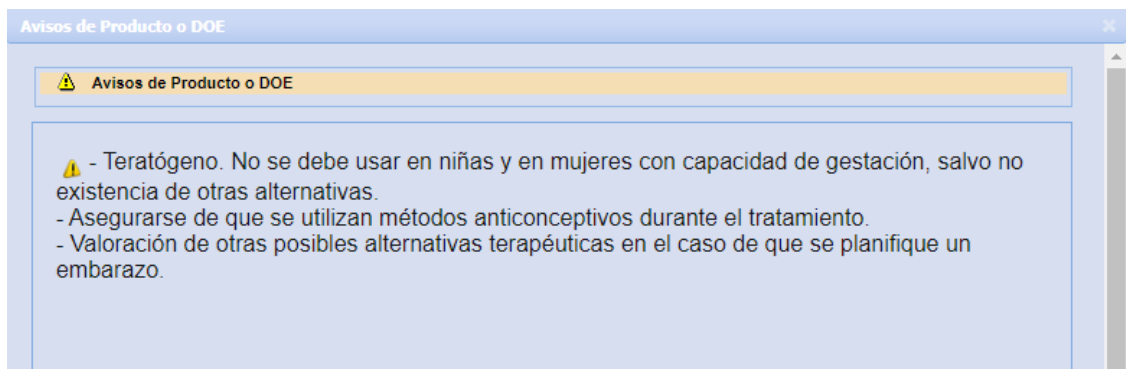 Avisos de Producto o DOE
Avisos de Producto o DOE
- Teratógeno. No se debe usar en niñas y en mujeres con capacidad de gestación, salvo no
existencia de otras alternativas.
- Asegurarse de que se utilizan métodos anticonceptivos durante el tratamiento.
- Valoración de otras posibles alternativas terapéuticas en el caso de que se planifique un
embarazo.